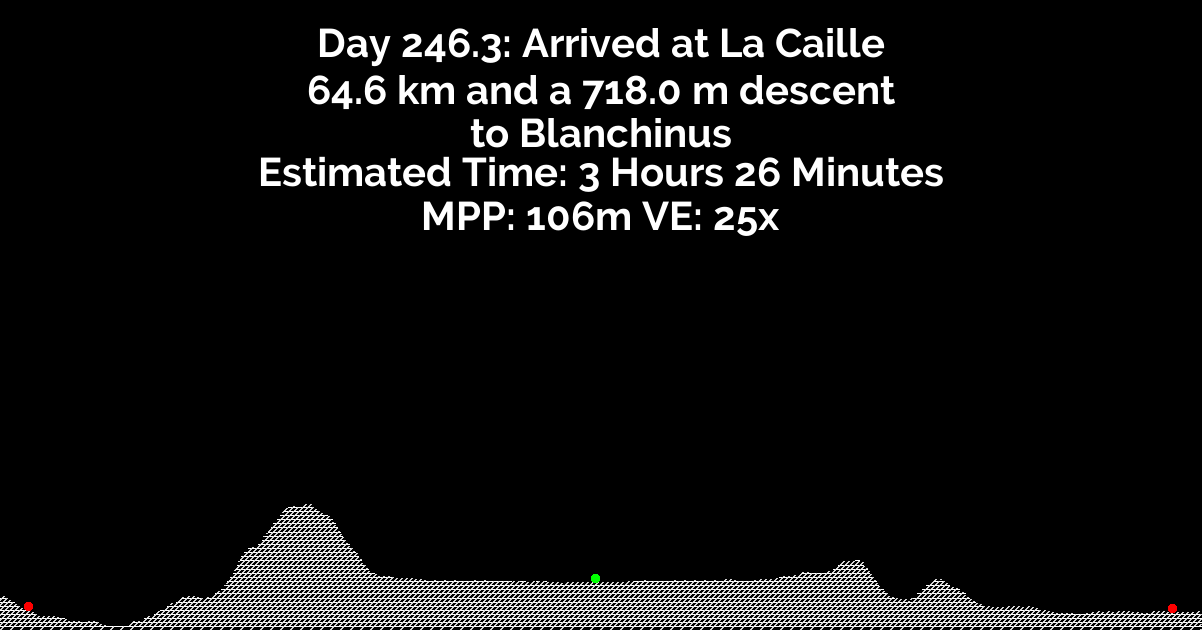 Day 246.3: Arrived at La Caille
64.6 km and a 718.0 m descent
to Blanchinus
Estimated Time: 3 Hours 26 Minutes
MPP: 106m VE: 25x